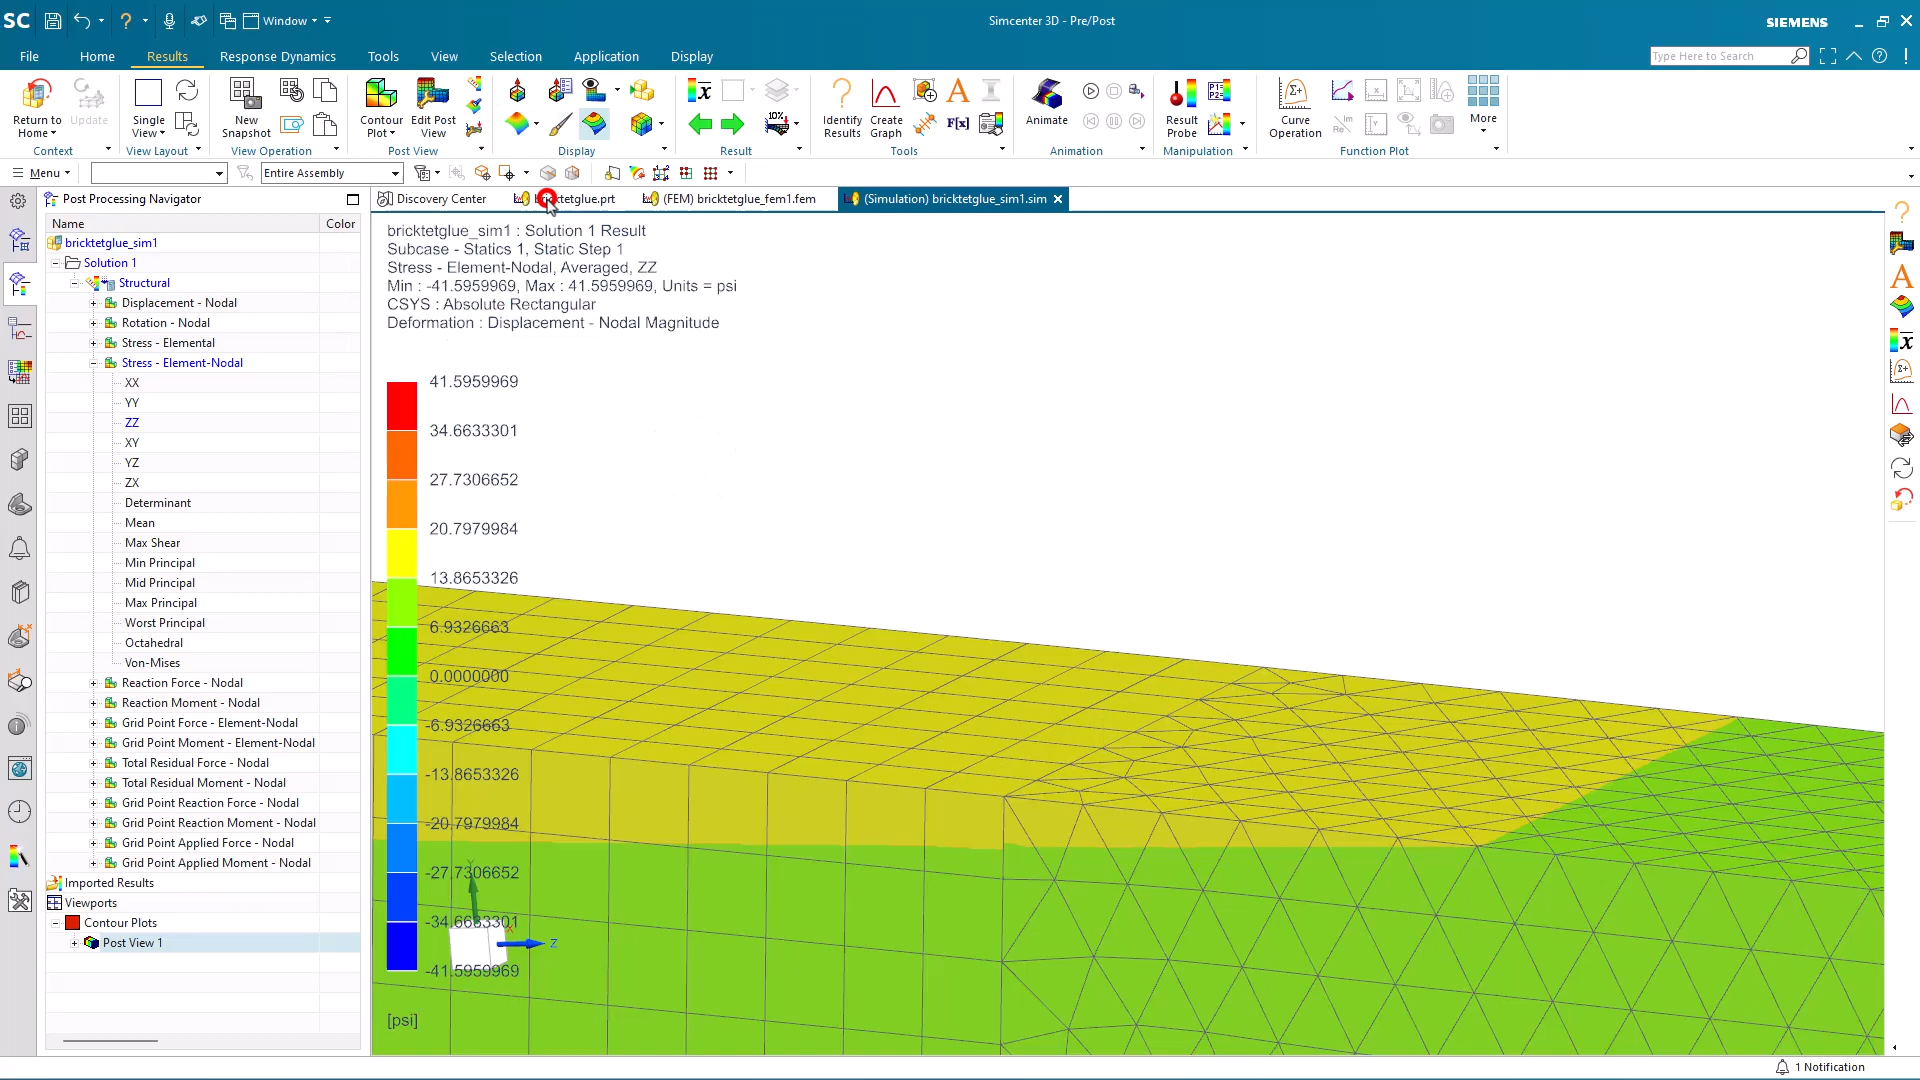 SC
Window
Simcenter 3D - Pre/Post
SIEMENS
File
Home
Results
Response Dynamics
Tools
View
Selection
Application
Display
Type Here to Search
Return to Home
Update
Context
Single View
View Layout
New Snapshot
View Operation
Contour Plot
Edit Post View
Post View
Display
10%
Result
Identify Results
Create Graph
F[x]
Tools
Animate
Animation
Result Probe
Manipulation
Curve Operation
Function Plot
More
Menu
Entire Assembly
Post Processing Navigator
Discovery Center
(FEM) bricktetglue_fem1.fem
(Simulation) bricktetglue_sim1.sim
Name
Color
bricktetglue_sim1
Solution 1
Structural
Displacement - Nodal
Rotation - Nodal
Stress - Elemental
Stress - Element-Nodal
XX
YY
ZZ
XY
YZ
ZX
Determinant
Mean
Max Shear
Min Principal
Mid Principal
Max Principal
Worst Principal
Octahedral
Von-Mises
Reaction Force - Nodal
Reaction Moment - Nodal
Grid Point Force - Element-Nodal
Grid Point Moment - Element-Nodal
Total Residual Force - Nodal
Total Residual Moment - Nodal
Grid Point Reaction Force - Nodal
Grid Point Reaction Moment - Nodal
Grid Point Applied Force - Nodal
Grid Point Applied Moment - Nodal
Imported Results
Viewports
Contour Plots
Post View 1
bricktetglue_sim1 : Solution 1 Result
Subcase - Statics 1, Static Step 1
Stress - Element-Nodal, Averaged, ZZ
Min : -41.5959969, Max : 41.5959969, Units = psi
CSYS : Absolute Rectangular
Deformation : Displacement - Nodal Magnitude
41.5959969
34.6633301
27.7306652
20.7979984
13.8653326
6.9326663
0.0000000
-6.9326663
-13.8653326
-20.7979984
-27.7306652
-34.6633301
-41.5959969
Z
[psi]
1 Notification